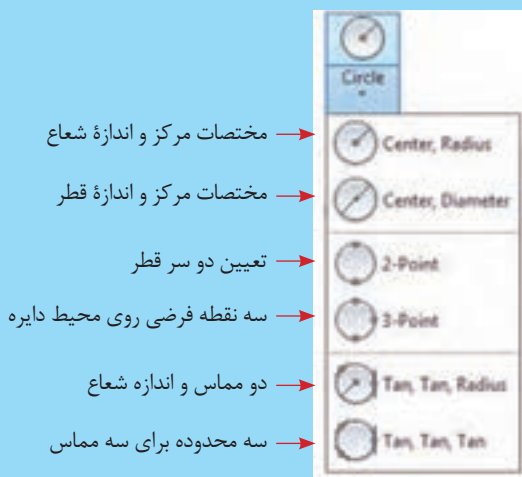 Circle
مختصات مرکز و اندازهٔ شعاع
Center, Radius
مختصات مرکز و اندازهٔ قطر
Center, Diameter
تعیین دو سر قطر
2-Point
سه نقطه فرضی روی محیط دایره
3-Point
دو مماس و اندازه شعاع
Tan, Tan, Radius
سه محدوده برای سه مماس
Tan, Tan, Tan